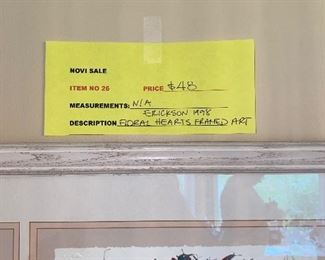 NOVI SALE
ITEM NO 26 PRICE $48
MEASUREMENTS: N/A
ERICKSON 1998
DESCRIPTION FLORAL HEARTS FRAMED ART